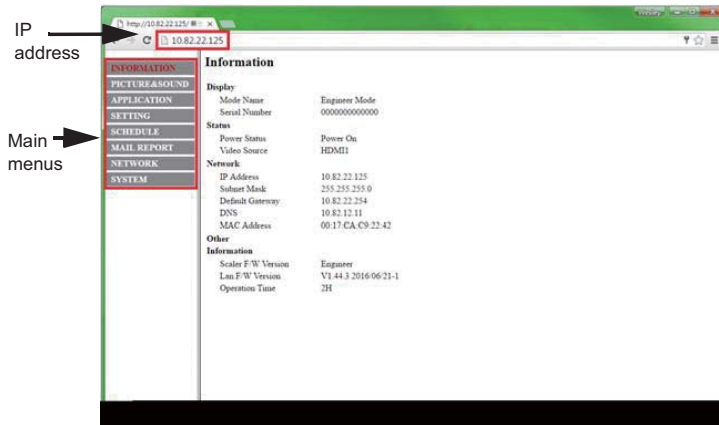 Wesley
http://10.82.22.125/
IP address
10.82.22.125
Main menus
INFORMATION
PICTURE&SOUND
APPLICATION
SETTING
SCHEDULE
MAIL REPORT
NETWORK
SYSTEM
Information
Display
Mode Name Engineer Mode
Serial Number 0000000000000
Status
Power Status Power On
Video Source HDMI1
Network
IP Address 10.82.22.125
Subnet Mask 255.255.255.0
Default Gateway 10.82.22.254
DNS 10.82.12.11
MAC Address 00:17:CA:C9:22:42
Other
Information
Scaler F/W Version Engineer
Lan F/W Version V1.44.3 2016/06/21-1
Operation Time 2H